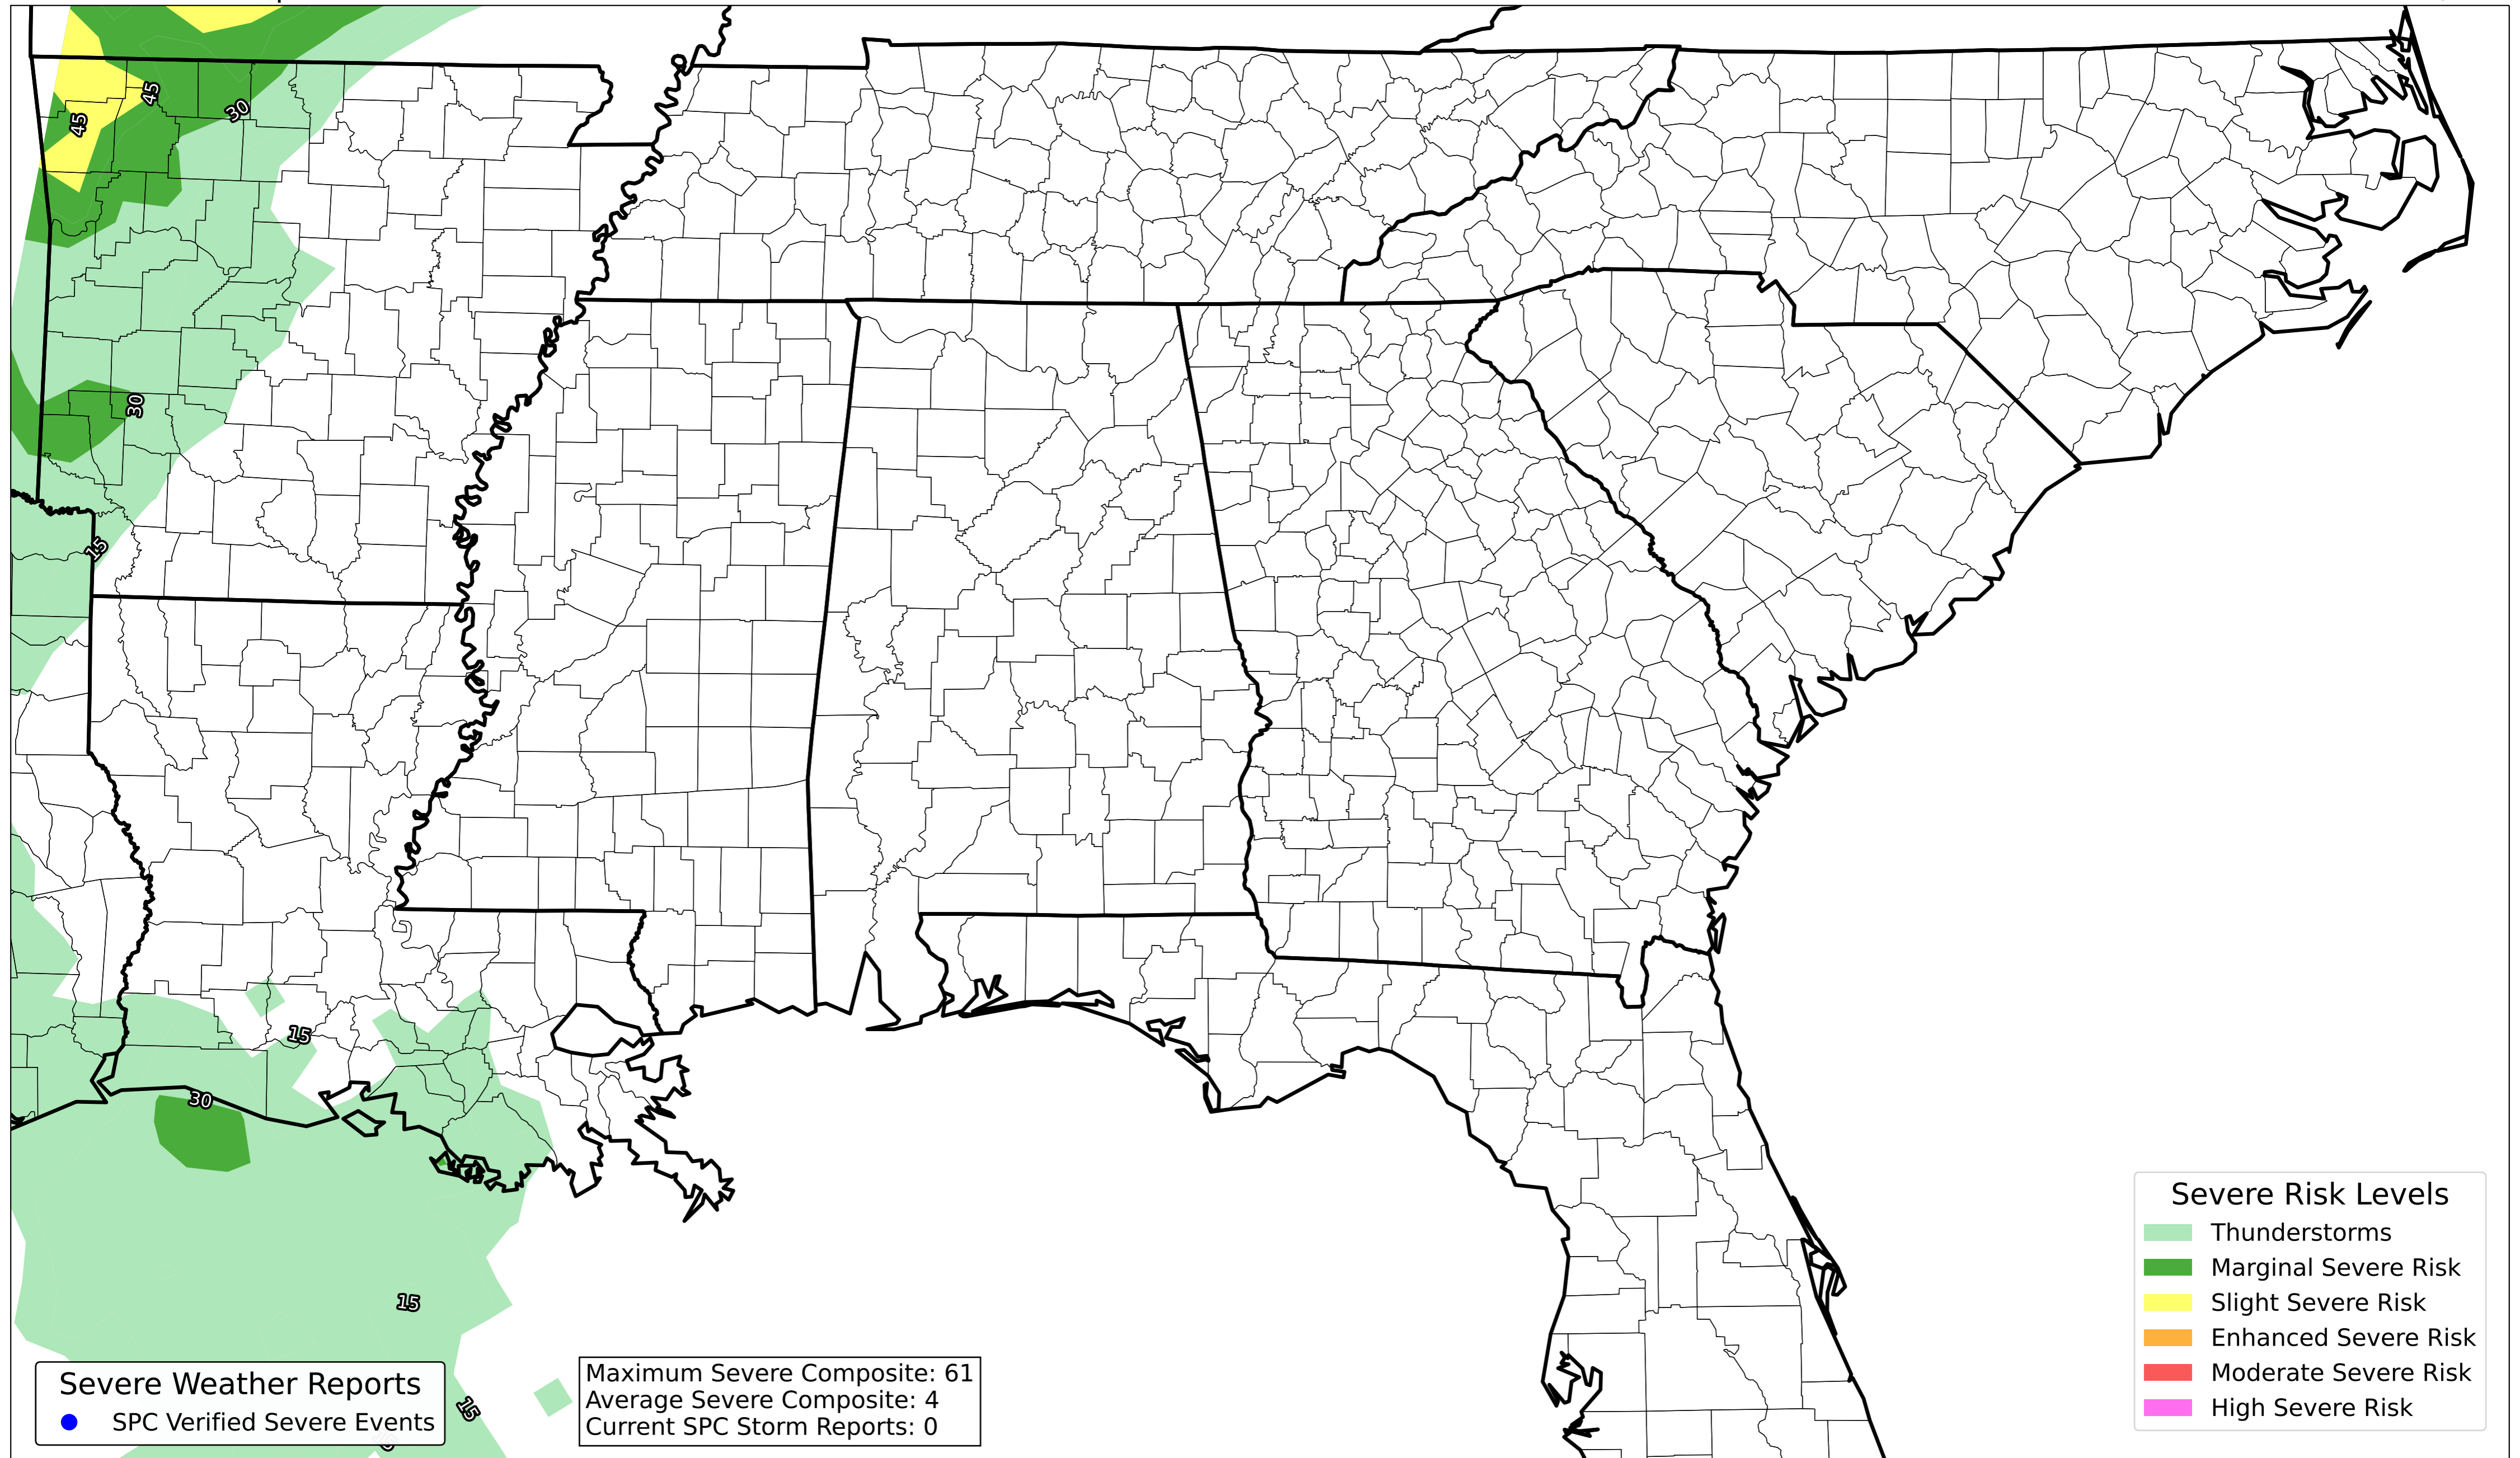 45
45
30
30
15
15
30
15
15
Severe Weather Reports
SPC Verified Severe Events
Maximum Severe Composite: 61
Average Severe Composite: 4
Current SPC Storm Reports: 0
Severe Risk Levels
Thunderstorms
Marginal Severe Risk
Slight Severe Risk
Enhanced Severe Risk
Moderate Severe Risk
High Severe Risk